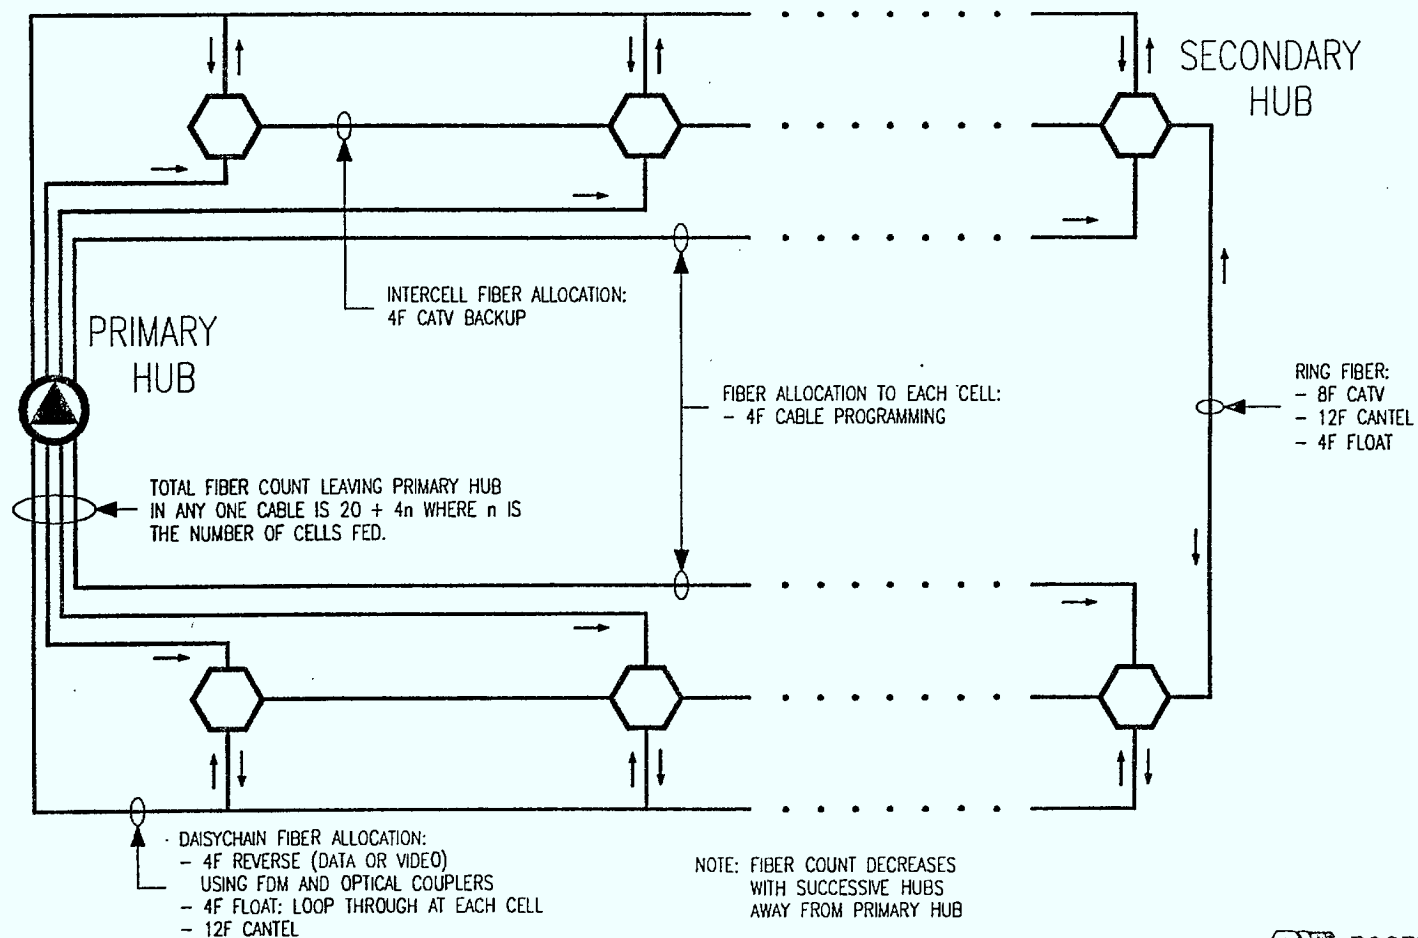 SECONDARY
HUB
INTERCELL FIBER ALLOCATION:
4F CATV BACKUP
PRIMARY
HUB
FIBER ALLOCATION TO EACH CELL:
- 4F CABLE PROGRAMMING
RING FIBER:
- 8F CATV
- 12F CANTEL
- 4F FLOAT
TOTAL FIBER COUNT LEAVING PRIMARY HUB
IN ANY ONE CABLE IS 20 + 4n WHERE n IS
THE NUMBER OF CELLS FED.
DAISYCHAIN FIBER ALLOCATION:
- 4F REVERSE (DATA OR VIDEO)
USING FDM AND OPTICAL COUPLERS
- 4F FLOAT: LOOP THROUGH AT EACH CELL
- 12F CANTEL
NOTE: FIBER COUNT DECREASES
WITH SUCCESSIVE HUBS
AWAY FROM PRIMARY HUB